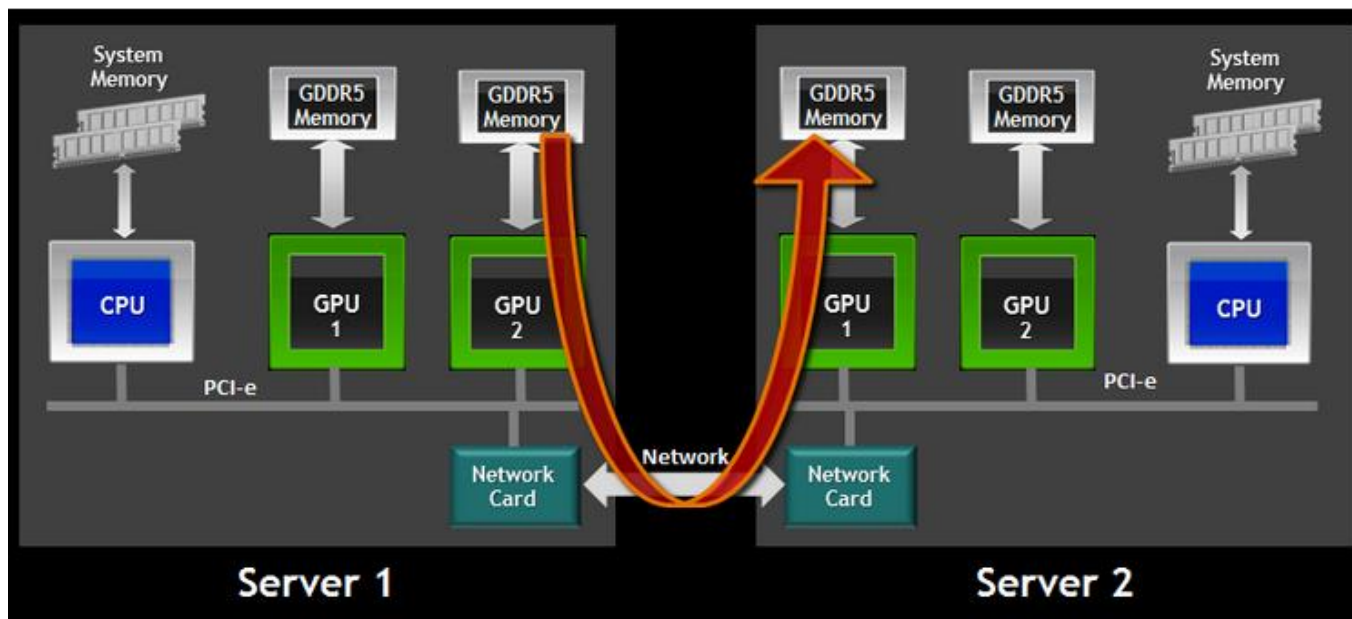 System
Memory
GDDR5
Memory
GDDR5
Memory
CPU
GPU
1
GPU
2
PCI-e
Network
Card
Server 1
Network
GDDR5
Memory
GDDR5
Memory
System
Memory
GPU
1
GPU
2
CPU
PCI-e
Network
Card
Server 2